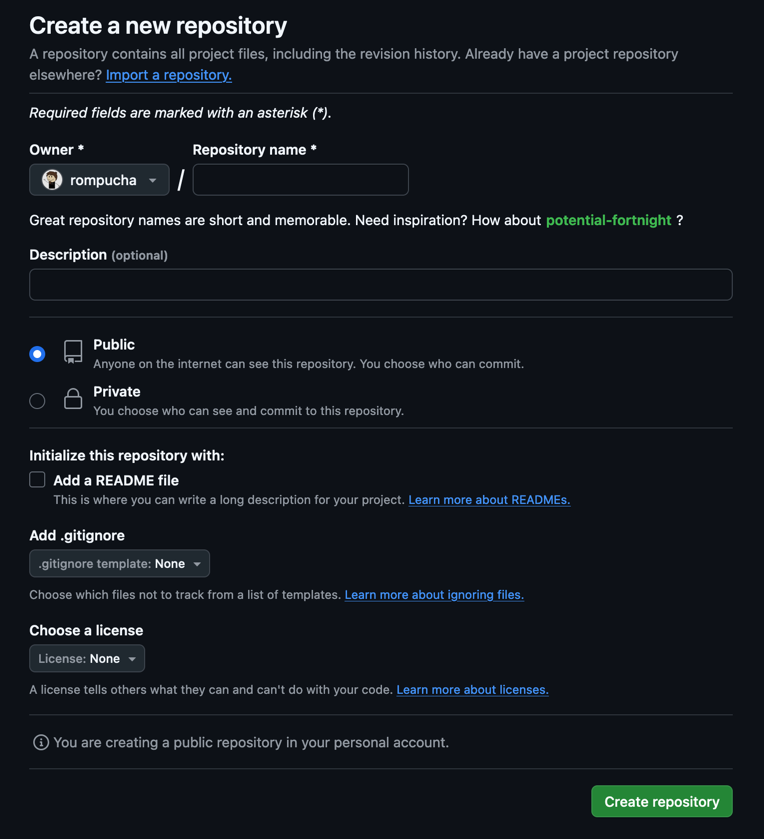 Create a new repository
A repository contains all project files, including the revision history. Already have a project repository
elsewhere? Import a repository.
Required fields are marked with an asterisk (*).
Owner *
Repository name *
rompucha
/
Great repository names are short and memorable. Need inspiration? How about potential-fortnight ?
Description (optional)
Public
Anyone on the internet can see this repository. You choose who can commit.
Private
You choose who can see and commit to this repository.
Initialize this repository with:
Add a README file
This is where you can write a long description for your project. Learn more about READMEs.
Add .gitignore
.gitignore template: None
Choose which files not to track from a list of templates. Learn more about ignoring files.
Choose a license
License: None
A license tells others what they can and can't do with your code. Learn more about licenses.
You are creating a public repository in your personal account.
Create repository